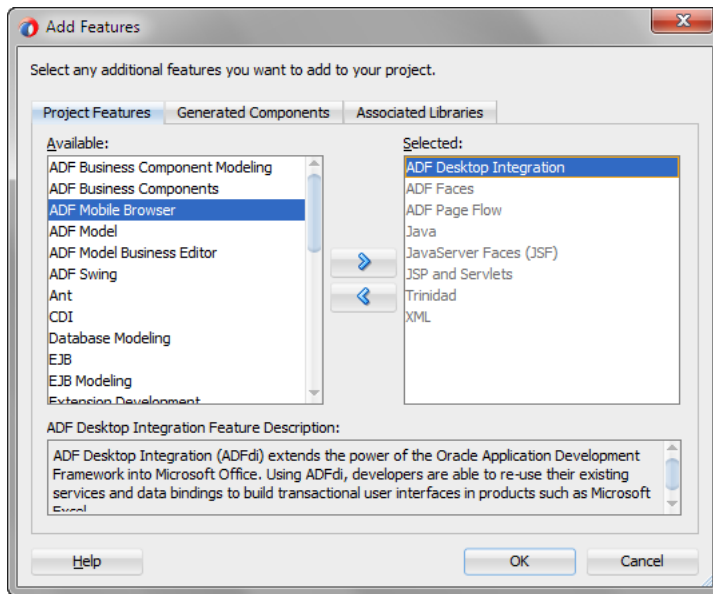 Add Features
Select any additional features you want to add to your project.
Project Features Generated Components Associated Libraries
Available:
ADF Business Component Modeling
ADF Business Components
ADF Mobile Browser
ADF Model
ADF Model Business Editor
ADF Swing
Ant
CDI
Database Modeling
EJB
EJB Modeling
Extension Development
Selected:
ADF Desktop Integration
ADF Faces
ADF Page Flow
Java
JavaServer Faces (JSF)
JSP and Servlets
Trinidad
XML
ADF Desktop Integration Feature Description:
ADF Desktop Integration (ADFdi) extends the power of the Oracle Application Development
Framework into Microsoft Office. Using ADFdi, developers are able to re-use their existing
services and data bindings to build transactional user interfaces in products such as Microsoft
Excel
Help OK Cancel